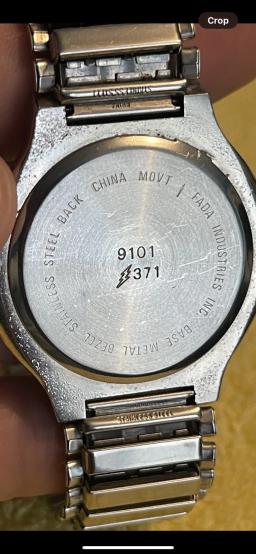 Crop
CHINA MOVT | FADA INDUSTRIES INC. BASE METAL BEZEL STAINLESS STEEL BACK
9101
371
STAINLESS STEEL